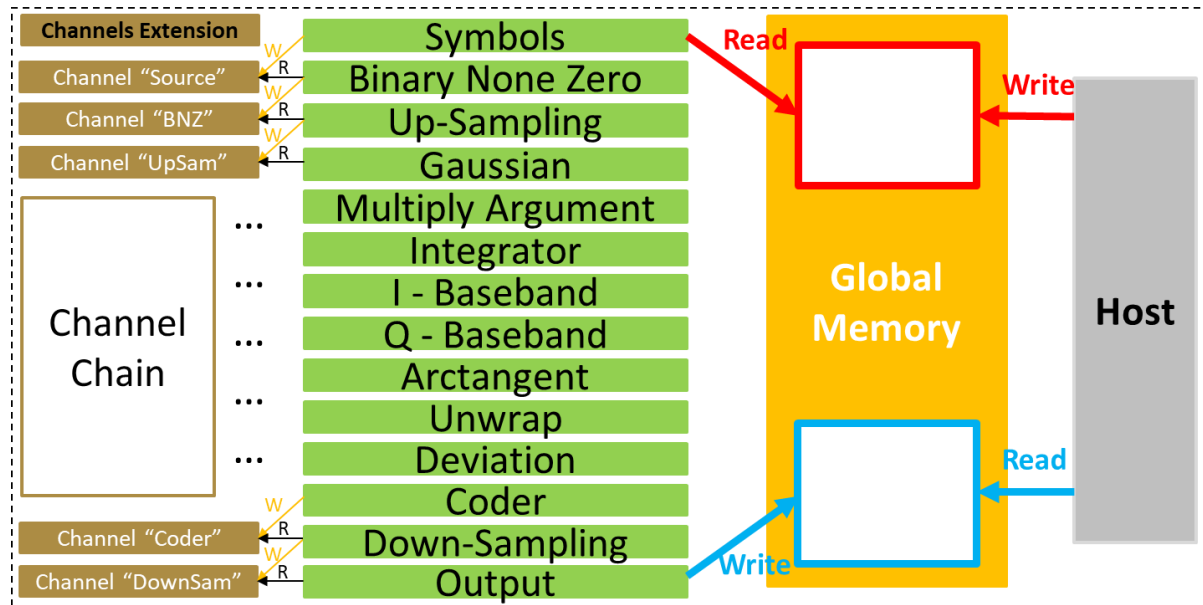 Channels Extension
Channel “Source”
Channel “BNZ”
Channel “UpSam”
Channel
Chain
Channel “Coder”
Channel “DownSam”
W
R
W
R
W
R
...
...
...
...
...
W
R
W
R
Symbols
Binary None Zero
Up-Sampling
Gaussian
Multiply Argument
Integrator
I - Baseband
Q - Baseband
Arctangent
Unwrap
Deviation
Coder
Down-Sampling
Output
Read
Write
Global
Memory
Read
Write
Host